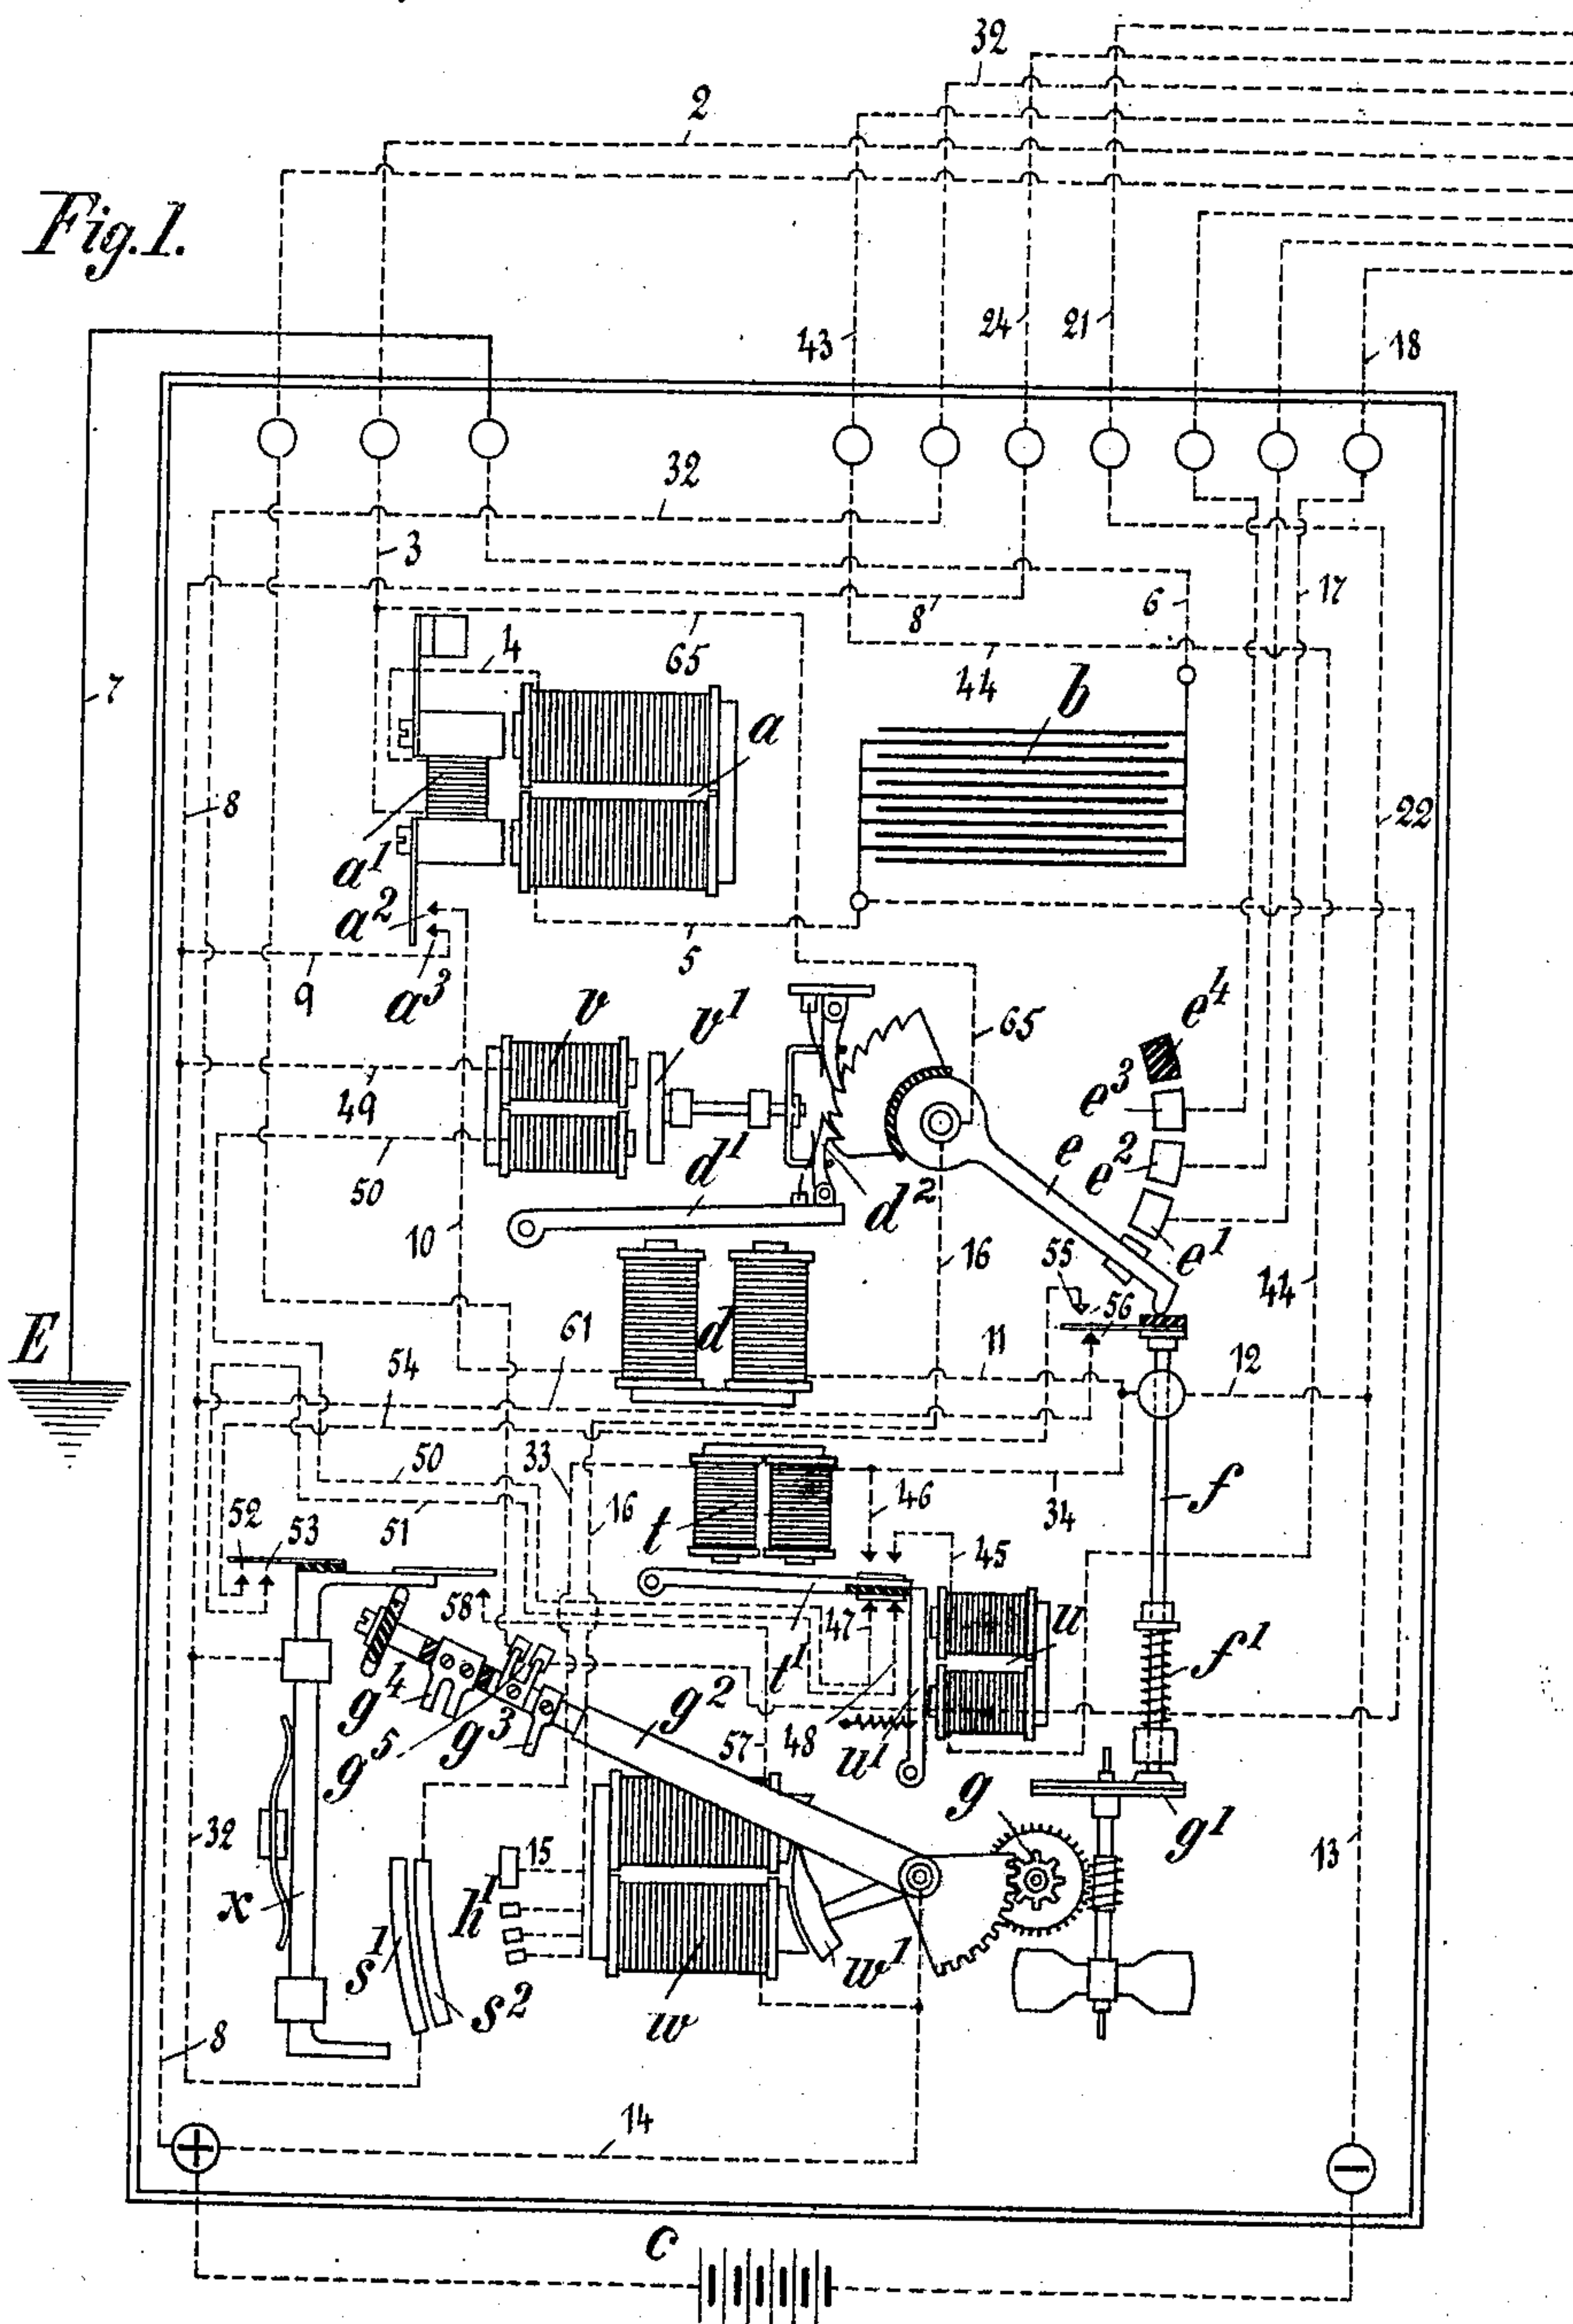 Fig. 1.
32
2
43
24
21
18
32
3
8
6
17
7
4
65
44
b
a
8
22
a1
a2
5
9
a3
v
v1
65
e4
e3
49
e
e2
50
d1
d2
10
16
e1
55
56
44
E
d
61
11
12
54
50
33
f
52
53
51
16
t
46
34
45
58
47
u
f1
t1
g4
g2
g5
g3
57
48
u1
g
g1
32
15
13
x
h1
s1
s2
w1
w
8
14
+
−
c